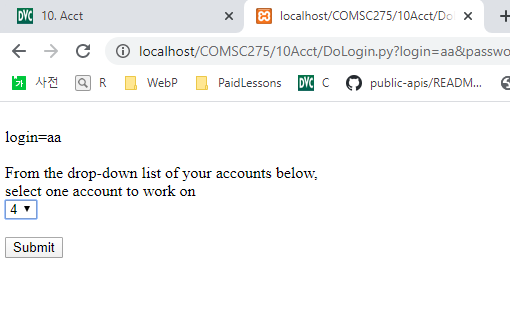 DVC 10. Acct
localhost/COMSC275/10Acct/DoLo
localhost/COMSC275/10Acct/DoLogin.py?login=aa&passwo
사전 R WebP PaidLessons DVC C public-apis/READM...
login=aa
From the drop-down list of your accounts below,
select one account to work on
4
Submit